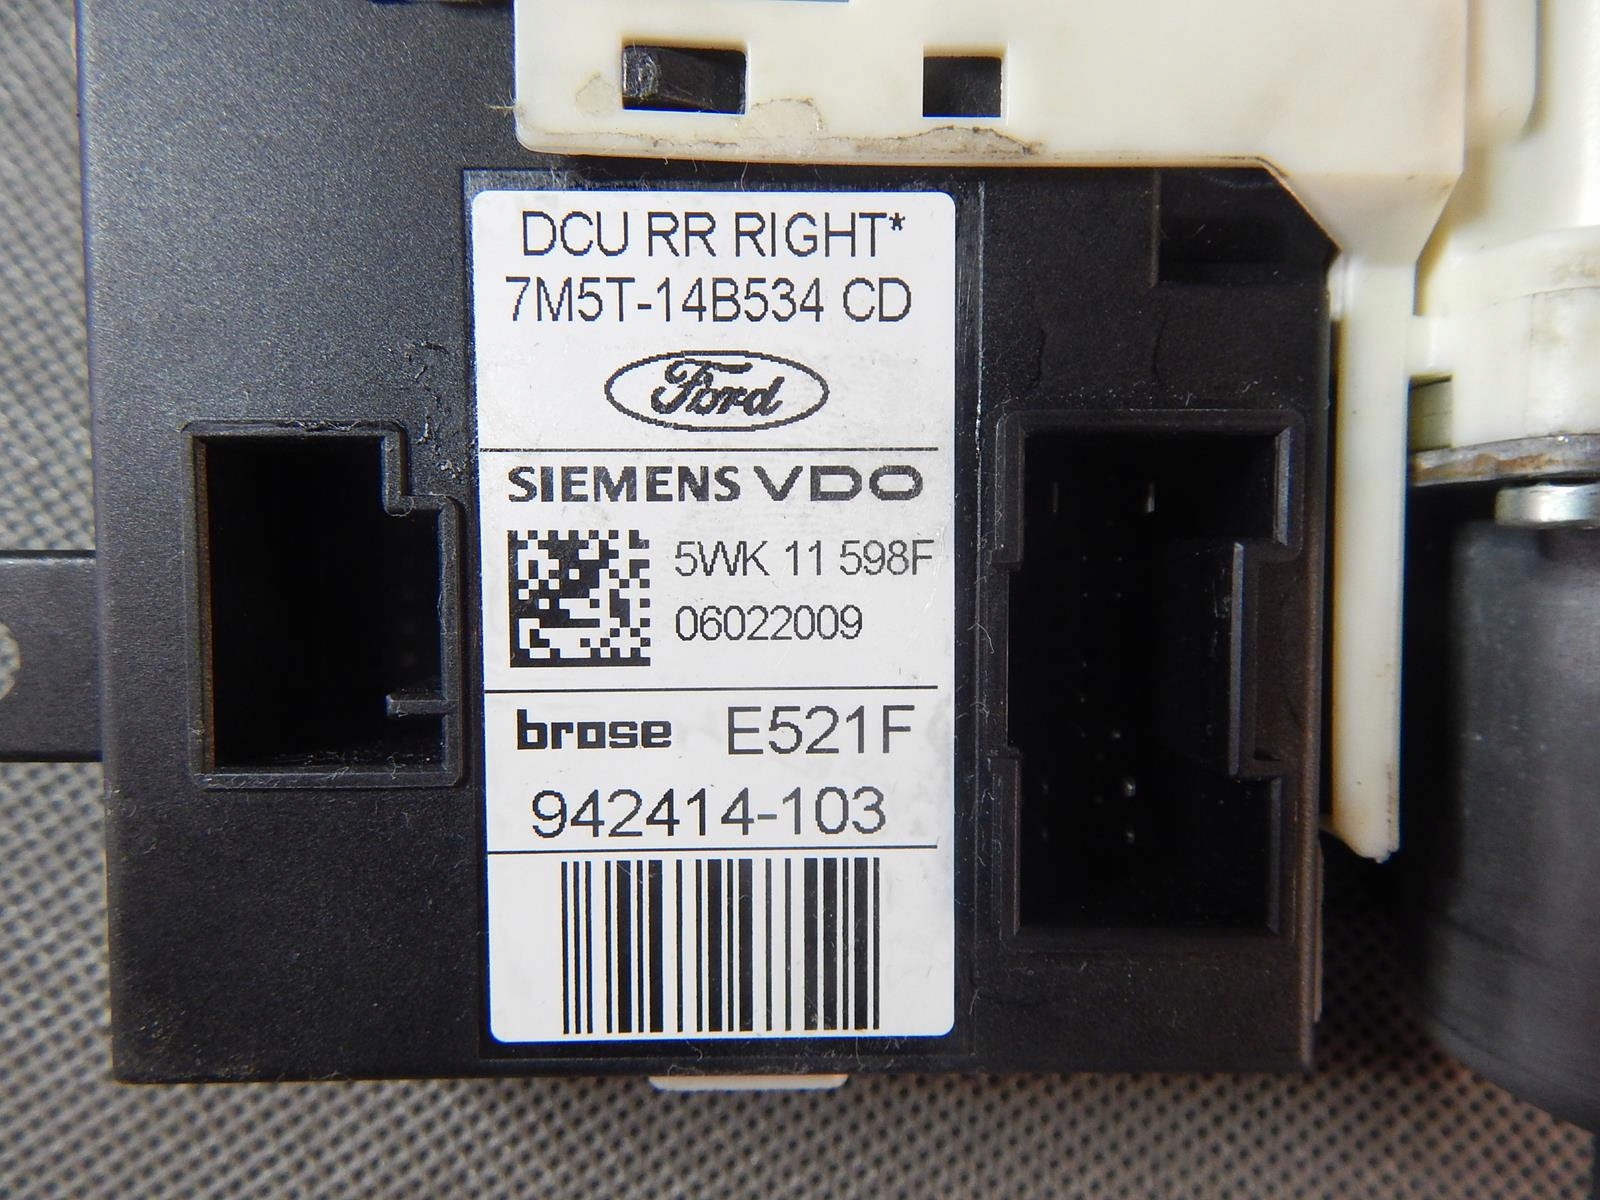 DCU RR RIGHT*
7M5T-14B534 CD
Ford
SIEMENS VDO
5WK 11 598F
06022009
brose E521F
942414-103